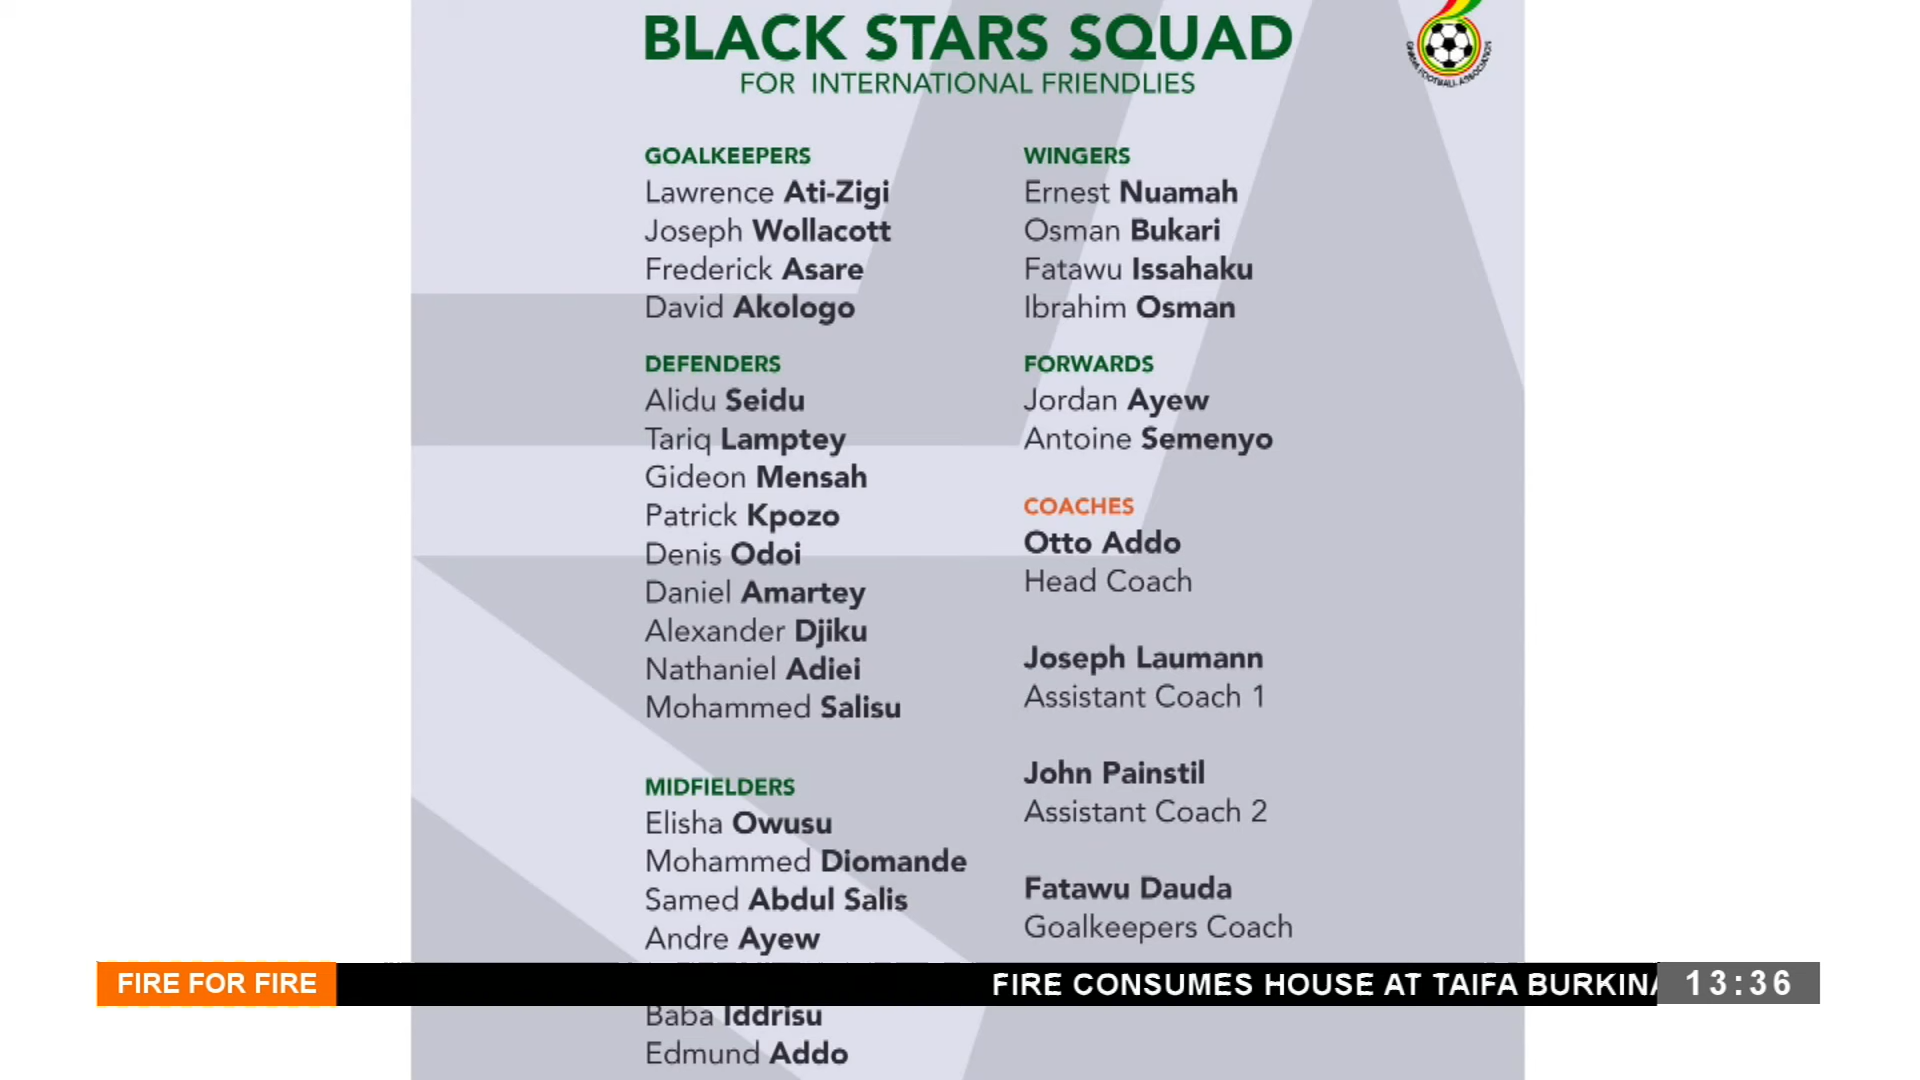 BLACK STARS SQUAD
FOR INTERNATIONAL FRIENDLIES
GHANA FOOTBALL ASSOCIATION
GOALKEEPERS
Lawrence Ati-Zigi
Joseph Wollacott
Frederick Asare
David Akologo
DEFENDERS
Alidu Seidu
Tariq Lamptey
Gideon Mensah
Patrick Kpozo
Denis Odoi
Daniel Amartey
Alexander Djiku
Nathaniel Adiei
Mohammed Salisu
MIDFIELDERS
Elisha Owusu
Mohammed Diomande
Samed Abdul Salis
Andre Ayew
Baba Iddrisu
Edmund Addo
WINGERS
Ernest Nuamah
Osman Bukari
Fatawu Issahaku
Ibrahim Osman
FORWARDS
Jordan Ayew
Antoine Semenyo
COACHES
Otto Addo
Head Coach
Joseph Laumann
Assistant Coach 1
John Painstil
Assistant Coach 2
Fatawu Dauda
Goalkeepers Coach
FIRE FOR FIRE
FIRE CONSUMES HOUSE AT TAIFA BURKINA
13:36